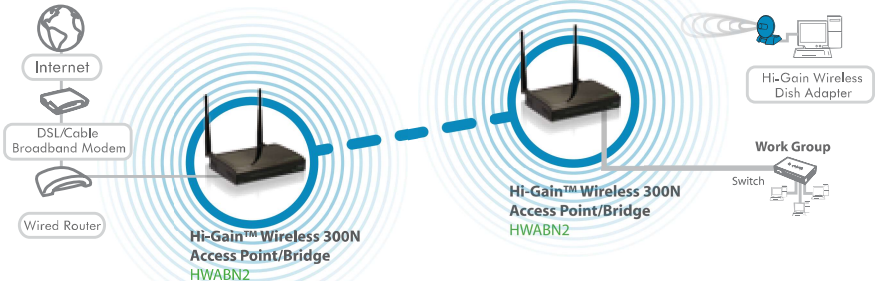 Internet
DSL/Cable
Broadband Modem
Wired Router
Hi-Gain™ Wireless 300N
Access Point/Bridge
HWABN2
Hi-Gain™ Wireless 300N
Access Point/Bridge
HWABN2
Hi-Gain Wireless
Dish Adapter
Work Group
Switch